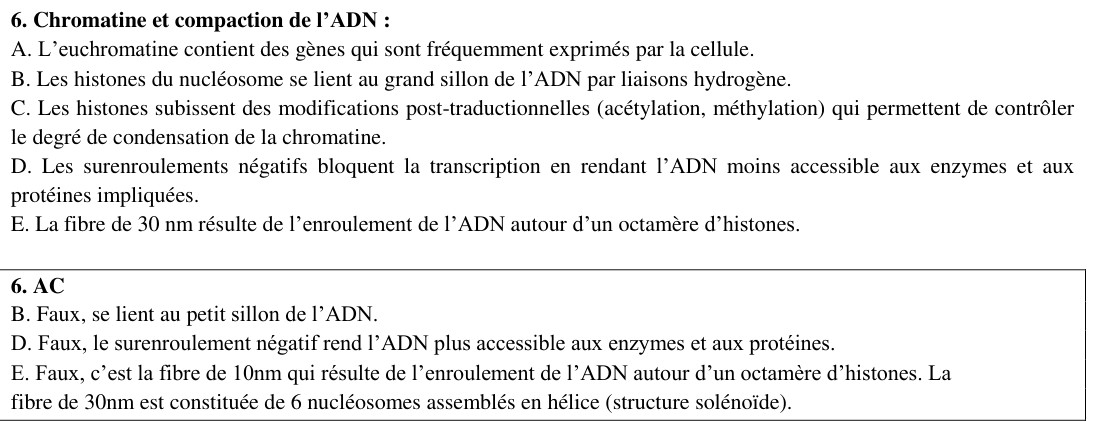 6. Chromatine et compaction de l’ADN :
A. L’euchromatine contient des gènes qui sont fréquemment exprimés par la cellule.
B. Les histones du nucléosome se lient au grand sillon de l’ADN par liaisons hydrogène.
C. Les histones subissent des modifications post-traductionnelles (acétylation, méthylation) qui permettent de contrôler
le degré de condensation de la chromatine.
D. Les surenroulements négatifs bloquent la transcription en rendant l’ADN moins accessible aux enzymes et aux
protéines impliquées.
E. La fibre de 30 nm résulte de l’enroulement de l’ADN autour d’un octamère d’histones.
6. AC
B. Faux, se lient au petit sillon de l’ADN.
D. Faux, le surenroulement négatif rend l’ADN plus accessible aux enzymes et aux protéines.
E. Faux, c’est la fibre de 10nm qui résulte de l’enroulement de l’ADN autour d’un octamère d’histones. La
fibre de 30nm est constituée de 6 nucléosomes assemblés en hélice (structure solénoïde).